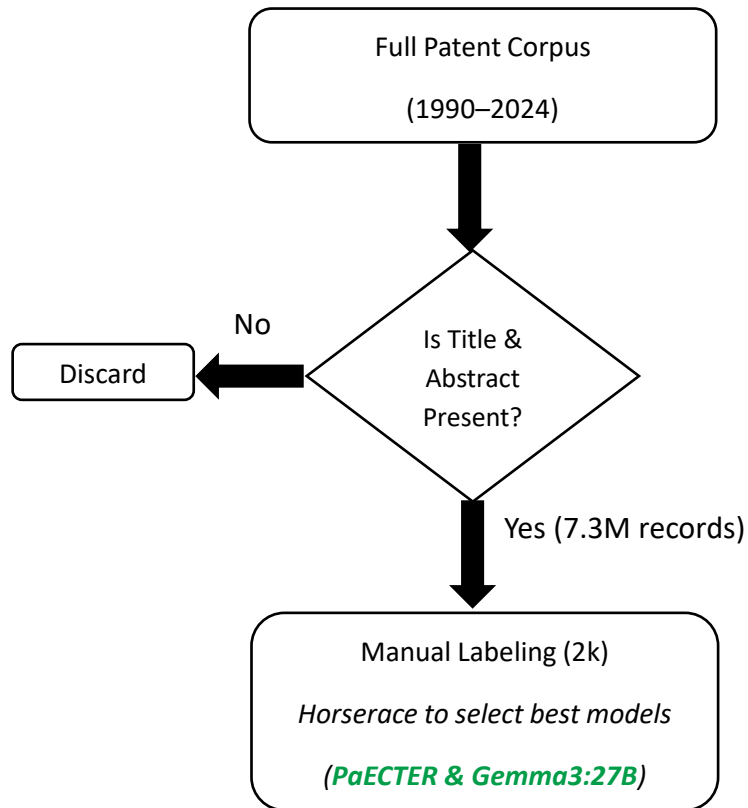 Full Patent Corpus
(1990–2024)
Is Title &
Abstract
Present?
No
Discard
Yes (7.3M records)
Manual Labeling (2k)
Horserace to select best models
(PaECTER & Gemma3:27B)